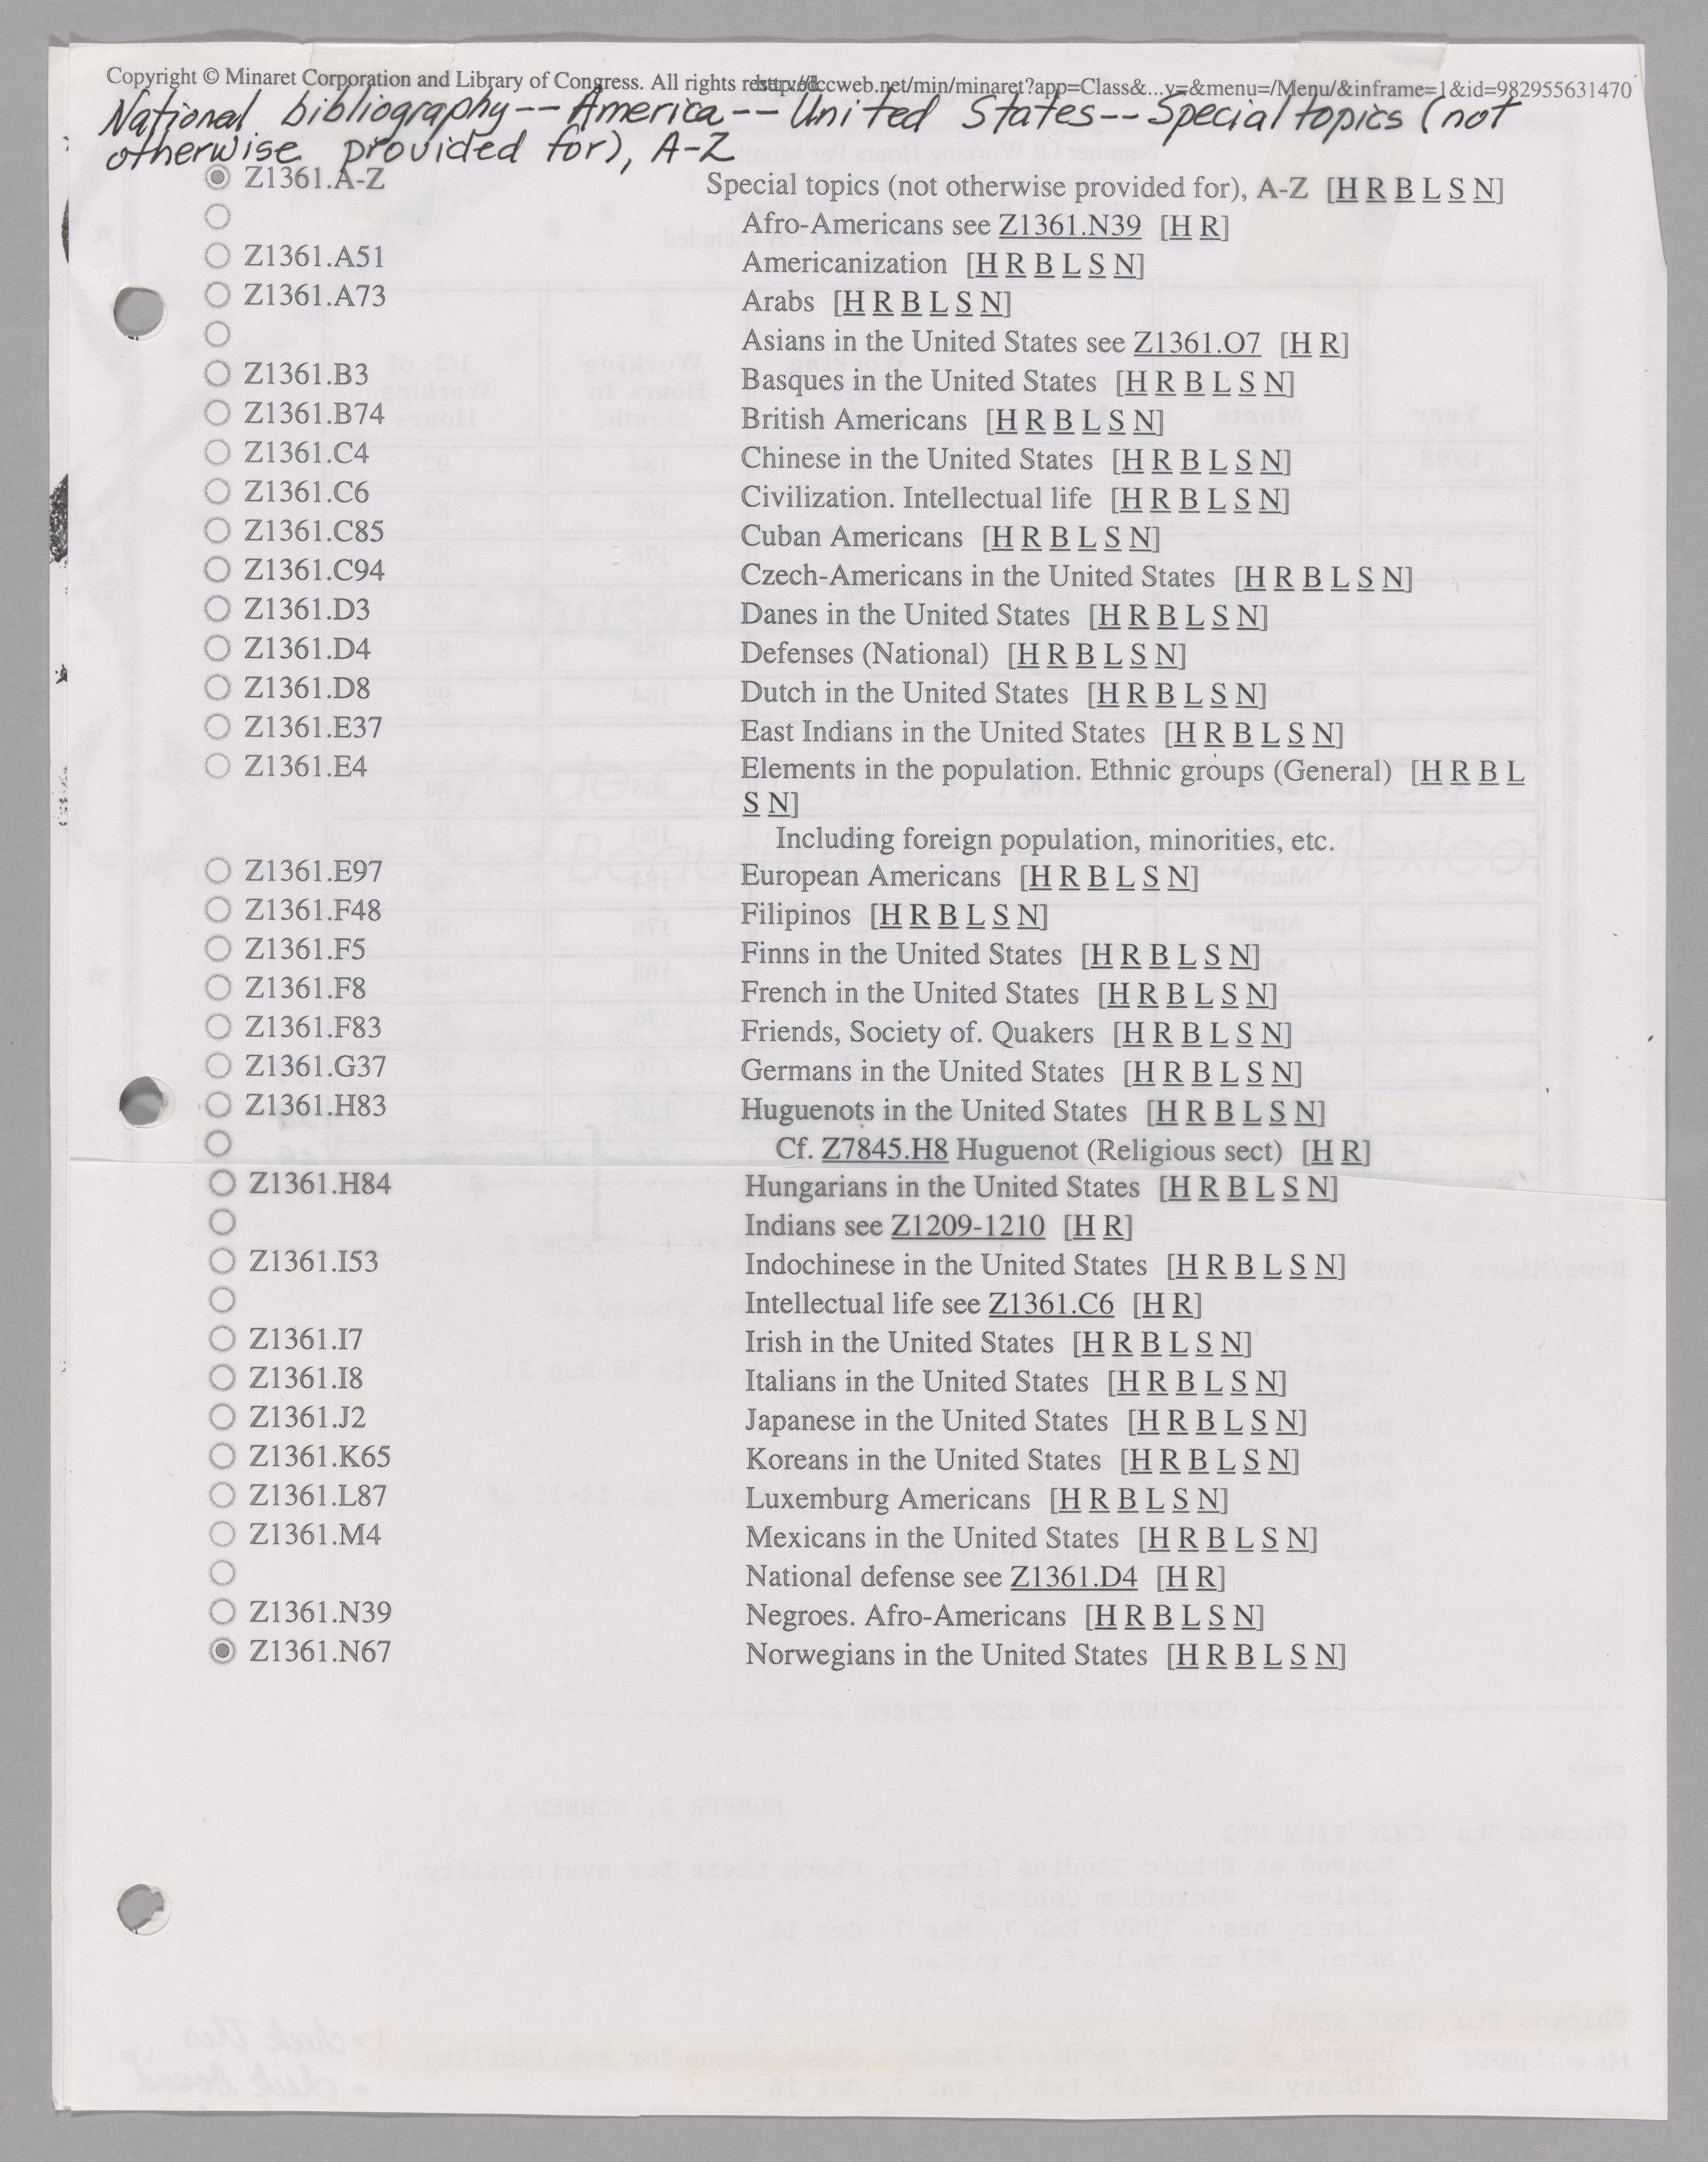 Copyright © Minaret Corporation and Library of Congress. All rights reserved. http://lccweb.net/min/minaret?app=Class&...v=&menu=/Menu/&inframe=1&id=982955631470
National bibliography--America--United States--Special topics (not
otherwise provided for), A-Z
Z1361.A-Z Special topics (not otherwise provided for), A-Z [H R B L S N]
Afro-Americans see Z1361.N39 [H R]
Z1361.A51 Americanization [H R B L S N]
Z1361.A73 Arabs [H R B L S N]
Asians in the United States see Z1361.O7 [H R]
Z1361.B3 Basques in the United States [H R B L S N]
Z1361.B74 British Americans [H R B L S N]
Z1361.C4 Chinese in the United States [H R B L S N]
Z1361.C6 Civilization. Intellectual life [H R B L S N]
Z1361.C85 Cuban Americans [H R B L S N]
Z1361.C94 Czech-Americans in the United States [H R B L S N]
Z1361.D3 Danes in the United States [H R B L S N]
Z1361.D4 Defenses (National) [H R B L S N]
Z1361.D8 Dutch in the United States [H R B L S N]
Z1361.E37 East Indians in the United States [H R B L S N]
Z1361.E4 Elements in the population. Ethnic groups (General) [H R B L
S N]
Including foreign population, minorities, etc.
Z1361.E97 European Americans [H R B L S N]
Z1361.F48 Filipinos [H R B L S N]
Z1361.F5 Finns in the United States [H R B L S N]
Z1361.F8 French in the United States [H R B L S N]
Z1361.F83 Friends, Society of. Quakers [H R B L S N]
Z1361.G37 Germans in the United States [H R B L S N]
Z1361.H83 Huguenots in the United States [H R B L S N]
Cf. Z7845.H8 Huguenot (Religious sect) [H R]
Z1361.H84 Hungarians in the United States [H R B L S N]
Indians see Z1209-1210 [H R]
Z1361.I53 Indochinese in the United States [H R B L S N]
Intellectual life see Z1361.C6 [H R]
Z1361.I7 Irish in the United States [H R B L S N]
Z1361.I8 Italians in the United States [H R B L S N]
Z1361.J2 Japanese in the United States [H R B L S N]
Z1361.K65 Koreans in the United States [H R B L S N]
Z1361.L87 Luxemburg Americans [H R B L S N]
Z1361.M4 Mexicans in the United States [H R B L S N]
National defense see Z1361.D4 [H R]
Z1361.N39 Negroes. Afro-Americans [H R B L S N]
Z1361.N67 Norwegians in the United States [H R B L S N]